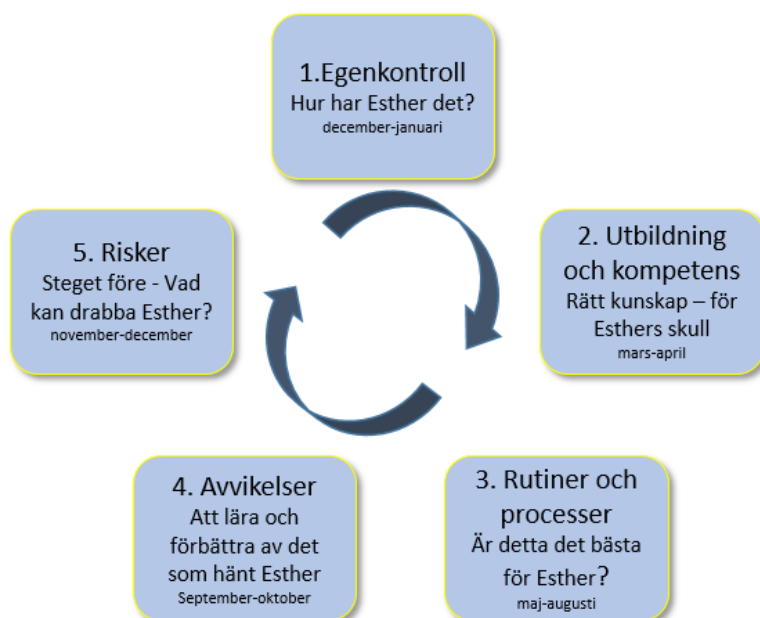 1.Egenkontroll
Hur har Esther det?
december-januari
2. Utbildning
och kompetens
Rätt kunskap – för
Esthers skull
mars-april
3. Rutiner och
processer
Är detta det bästa
för Esther?
maj-augusti
4. Avvikelser
Att lära och
förbättra av det
som hänt Esther
September-oktober
5. Risker
Steget före - Vad
kan drabba Esther?
november-december